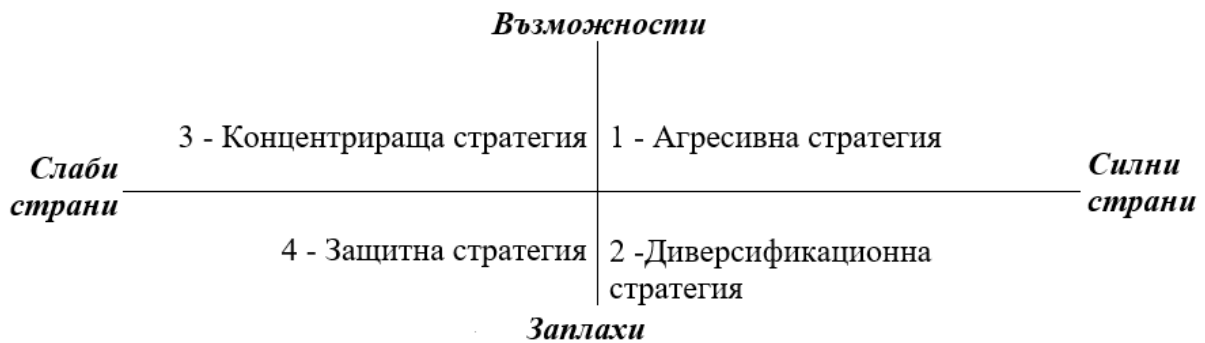 Възможности
3 - Концентрираща стратегия
1 - Агресивна стратегия
Слаби
страни
Силни
страни
4 - Защитна стратегия
2 -Диверсификационна
стратегия
Заплахи